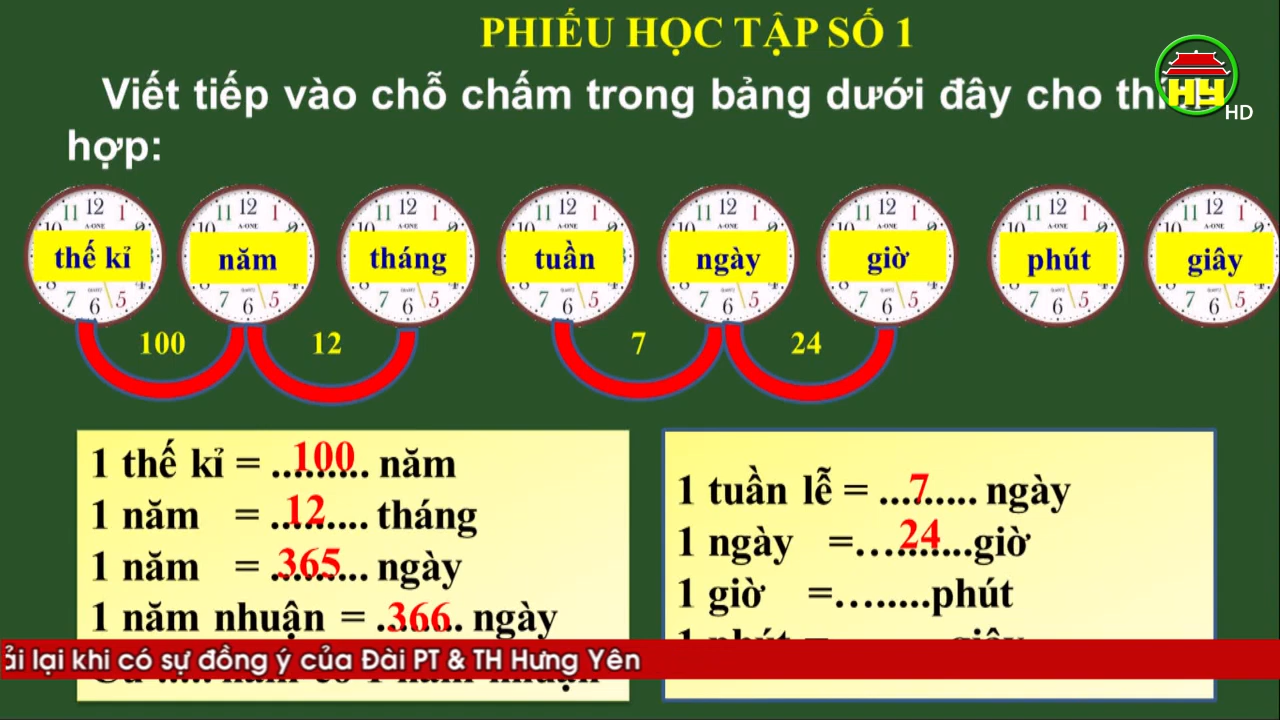 PHIẾU HỌC TẬP SỐ 1
Viết tiếp vào chỗ chấm trong bảng dưới đây cho
hợp:
HY HD
thế kỉ năm tháng tuần ngày giờ phút giây
100 12 7 24
1 thế kỉ = ...100... năm
1 năm = ...12... tháng
1 năm = ...365... ngày
1 năm nhuận = ...366... ngày
1 tuần lễ = ...7... ngày
1 ngày =...24...giờ
1 giờ =….....phút
lại khi có sự đồng ý của Đài PT & TH Hưng Yên